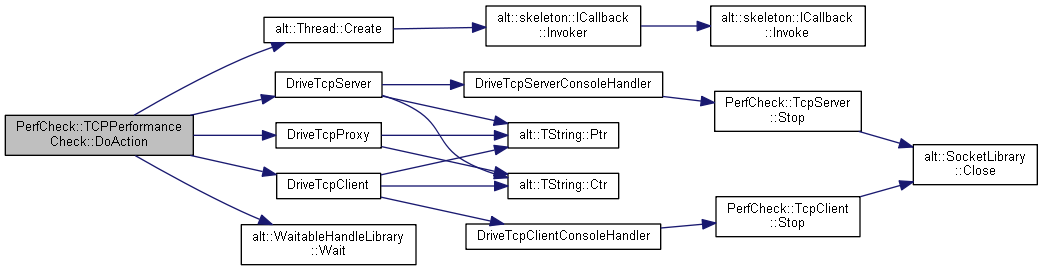 PerfCheck::TCPPerformance
Check::DoAction
alt::Thread::Create
alt::skeleton::ICallback
::Invoker
alt::skeleton::ICallback
::Invoke
DriveTcpServer
DriveTcpServerConsoleHandler
PerfCheck::TcpServer
::Stop
DriveTcpProxy
alt::TString::Ptr
alt::SocketLibrary
::Close
DriveTcpClient
alt::TString::Ctr
PerfCheck::TcpClient
::Stop
alt::WaitableHandleLibrary
::Wait
DriveTcpClientConsoleHandler